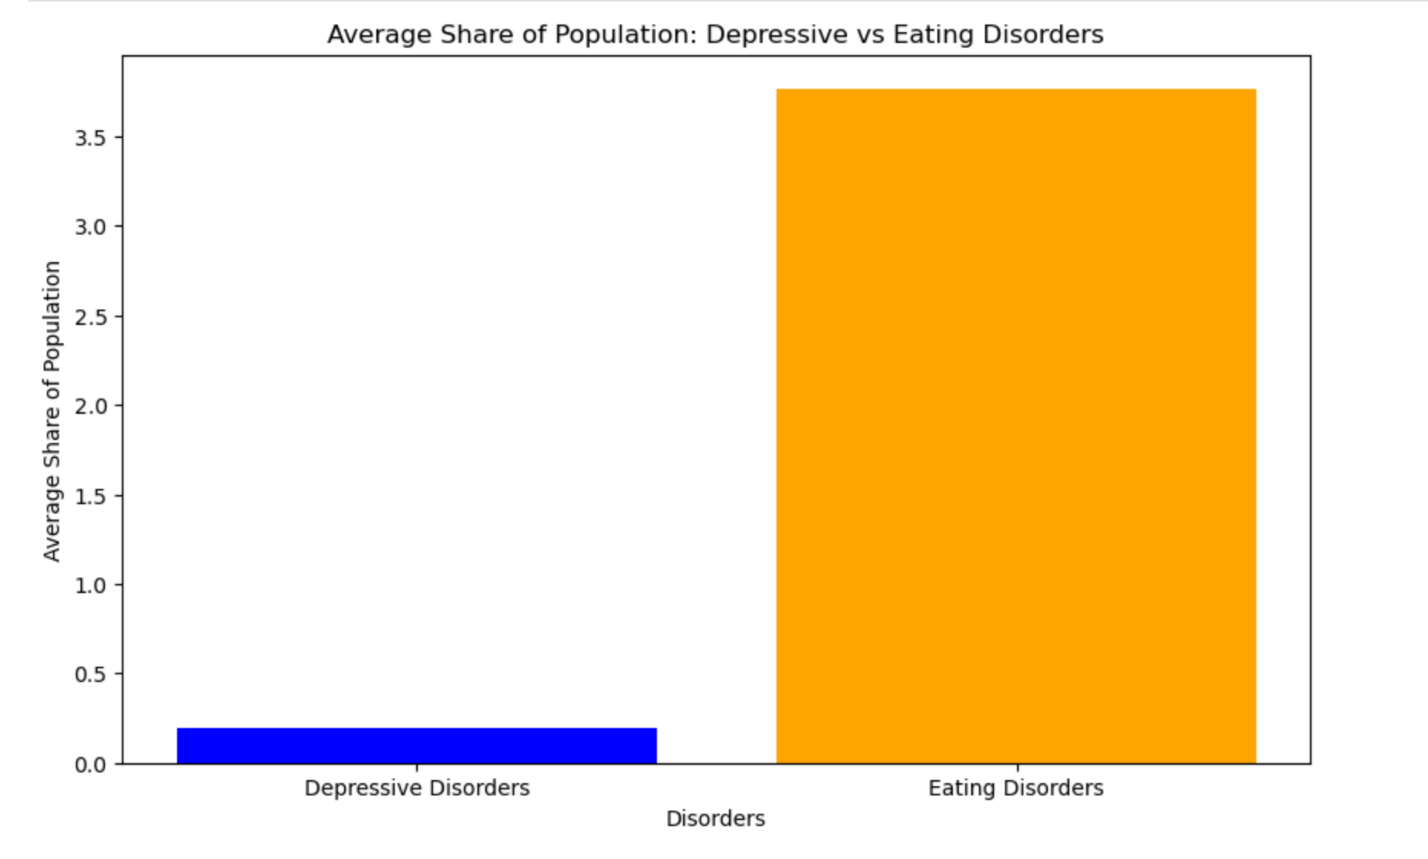 Average Share of Population: Depressive vs Eating Disorders
Average Share of Population
3.5
3.0
2.5
2.0
1.5
1.0
0.5
0.0
Depressive Disorders
Eating Disorders
Disorders